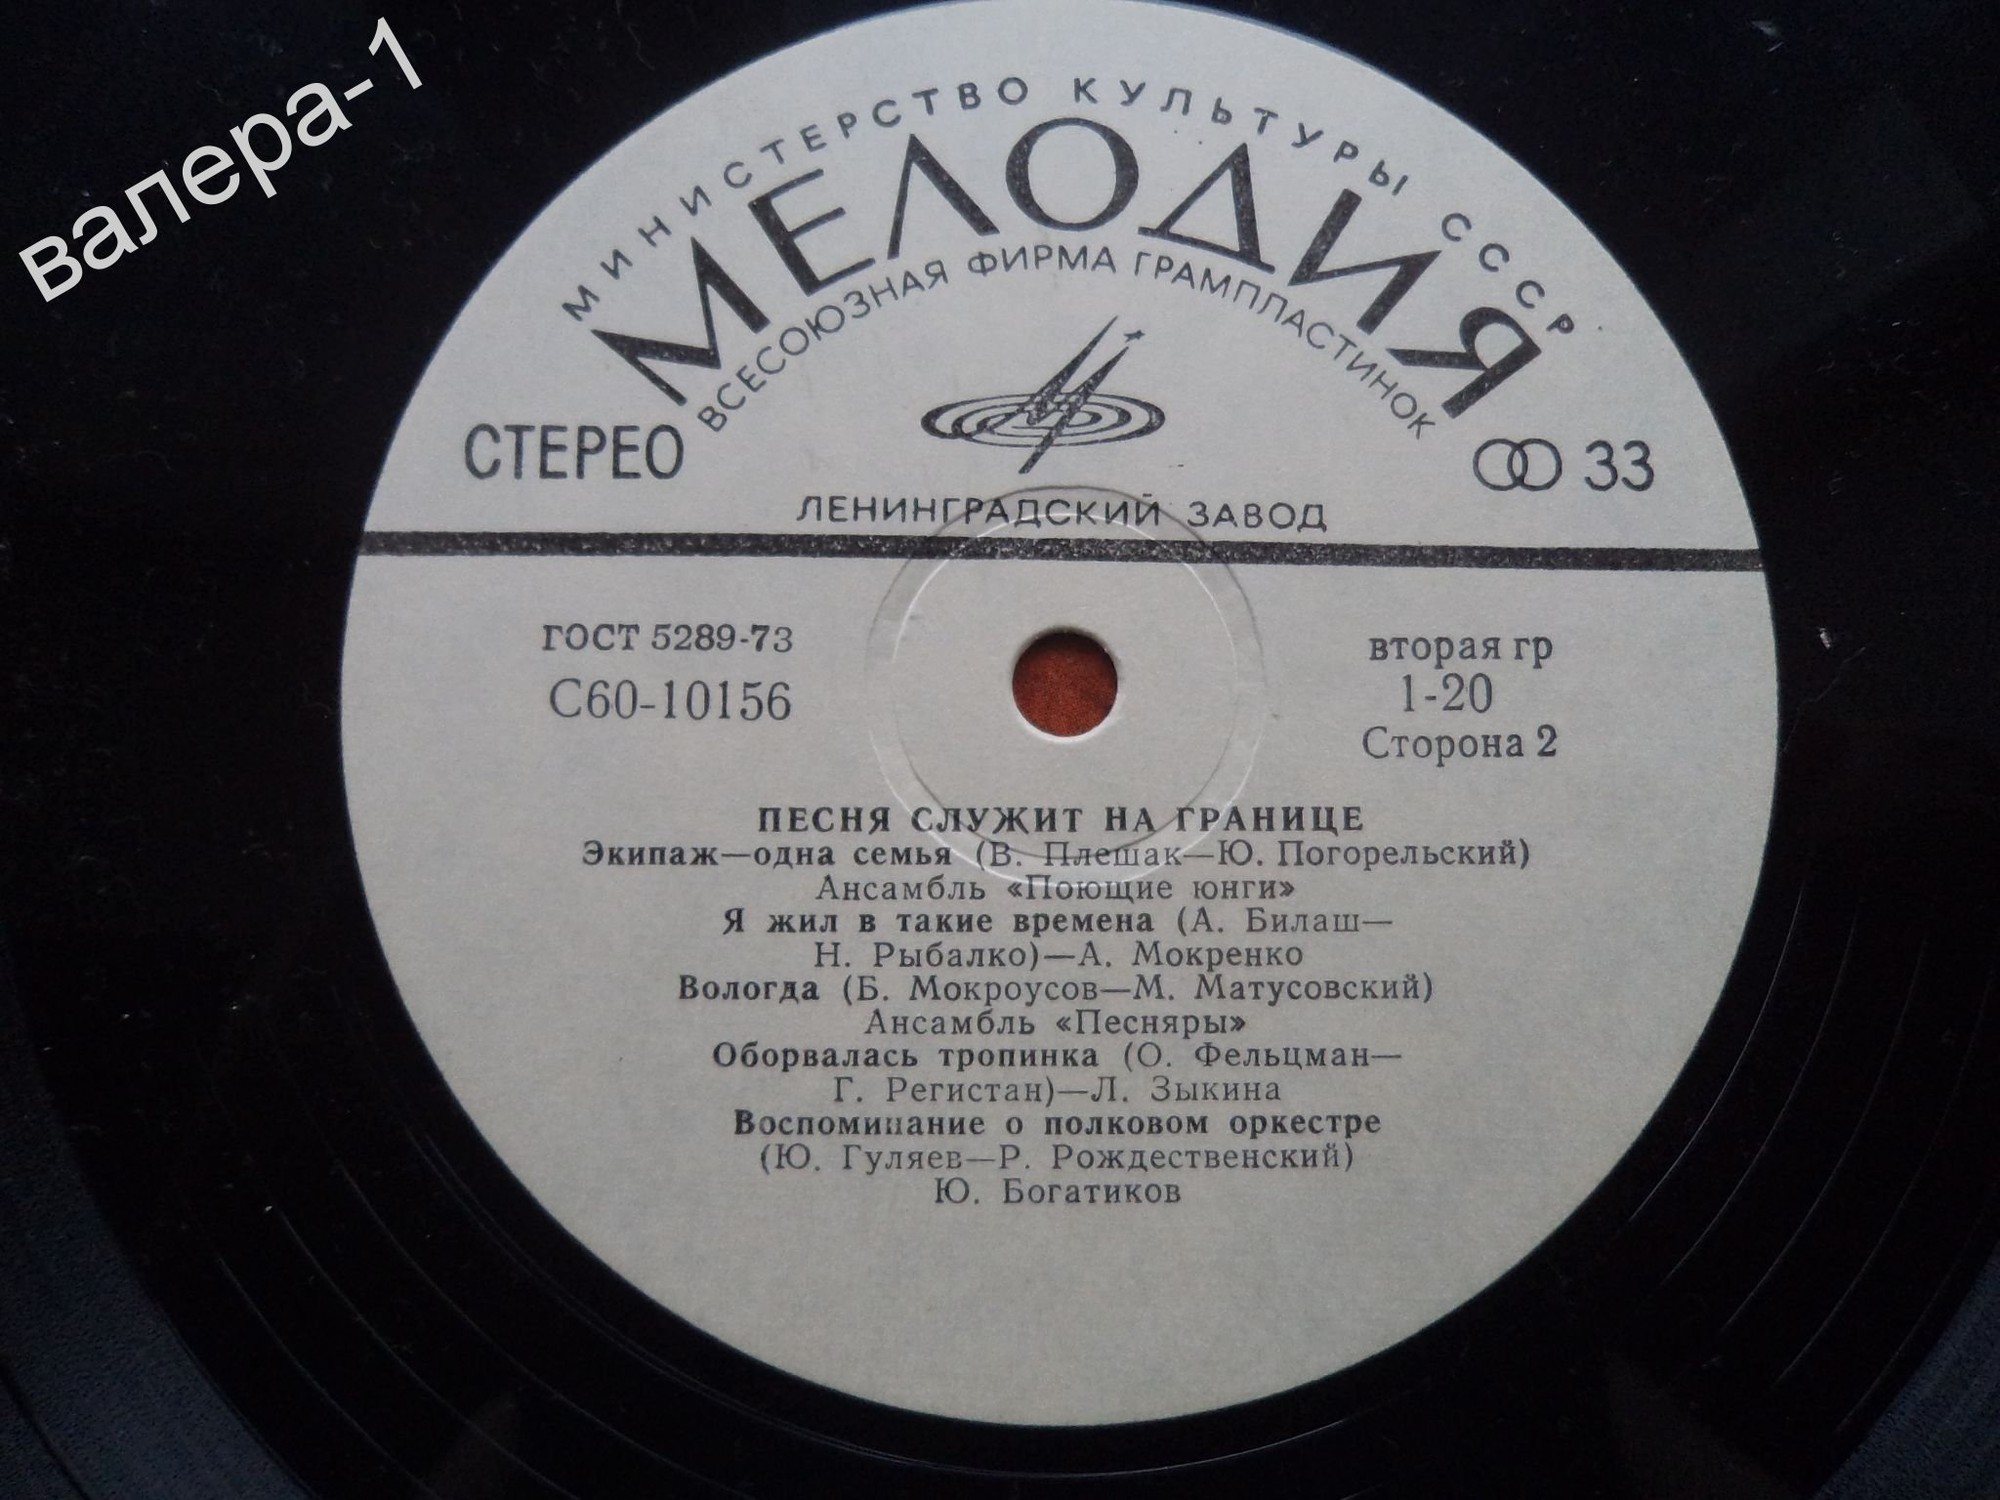 валера-1
МИНИСТЕРСТВО КУЛЬТУРЫ СССР
МЕЛОДИЯ
ВСЕСОЮЗНАЯ ФИРМА ГРАМПЛАСТИНОК
СТЕРЕО
33
ЛЕНИНГРАДСКИЙ ЗАВОД
ГОСТ 5289-73
С60-10156
вторая гр
1-20
Сторона 2
ПЕСНЯ СЛУЖИТ НА ГРАНИЦЕ
Экипаж—одна семья (В. Плешак—Ю. Погорельский)
Ансамбль «Поющие юнги»
Я жил в такие времена (А. Билаш—
Н. Рыбалко)—А. Мокренко
Вологда (Б. Мокроусов—М. Матусовский)
Ансамбль «Песняры»
Оборвалась тропинка (О. Фельцман—
Г. Регистан)—Л. Зыкина
Воспоминание о полковом оркестре
(Ю. Гуляев—Р. Рождественский)
Ю. Богатиков